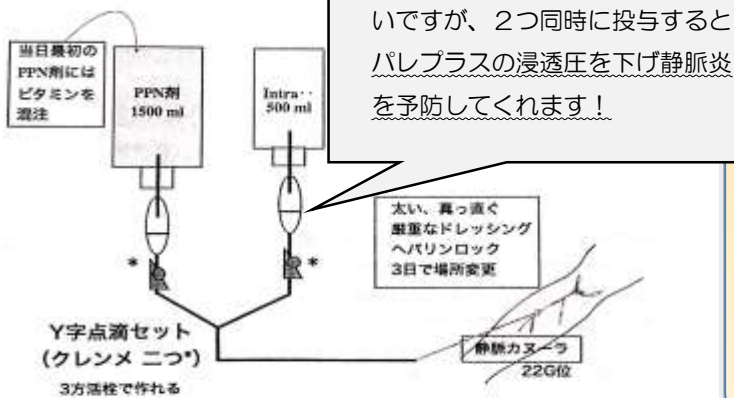 いですが、２つ同時に投与すると
パレプラスの浸透圧を下げ静脈炎
を予防してくれます！
当日最初の
PPN剤には
ビタミンを
混注
PPN剤
1500 ml
Intra‥
500 ml
太い、真っ直ぐ
厳重なドレッシング
ヘパリンロック
3日で場所変更
*
*
Y字点滴セット
(クレンメ 二つ*)
3方活栓で作れる
静脈カヌーラ
22G位